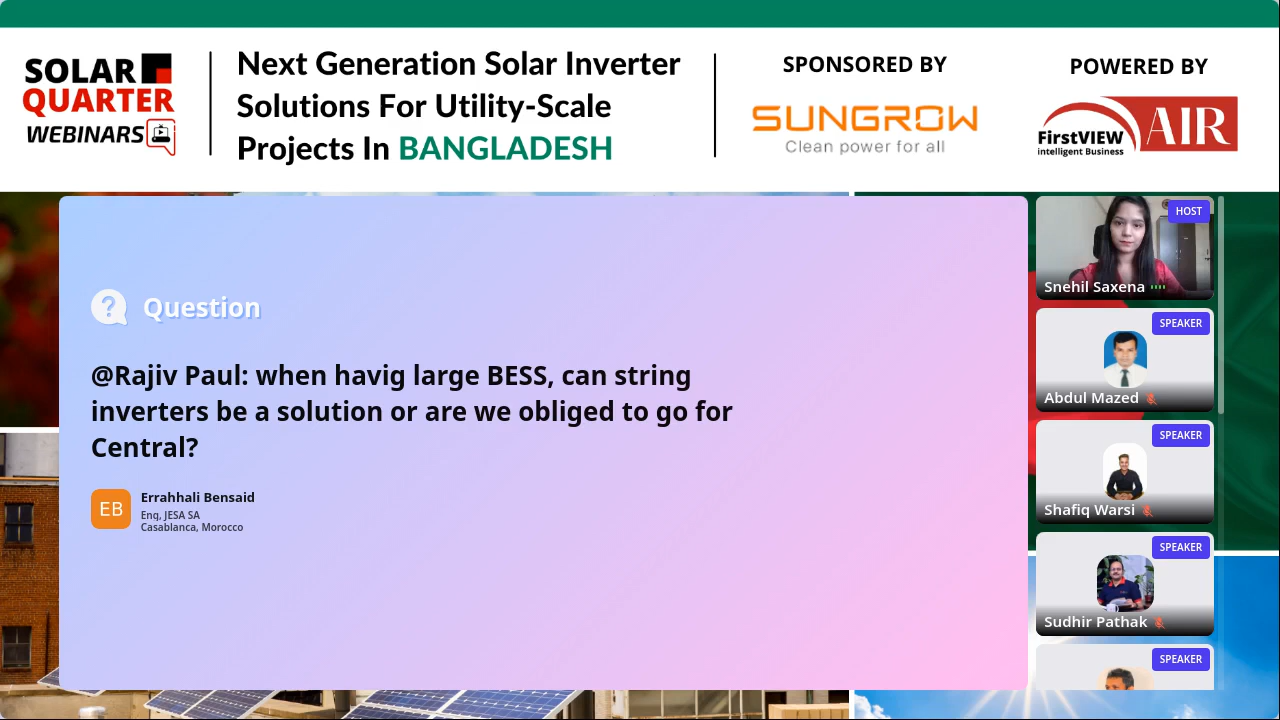 SOLAR
QUARTER
WEBINARS
Next Generation Solar Inverter
Solutions For Utility-Scale
Projects In BANGLADESH
SPONSORED BY
SUNGROW
Clean power for all
POWERED BY
FirstVIEW
intelligent Business
AIR
Question
@Rajiv Paul: when havig large BESS, can string
inverters be a solution or are we obliged to go for
Central?
EB
Errahhali Bensaid
Enq, JESA SA
Casablanca, Morocco
HOST
Snehil Saxena
SPEAKER
Abdul Mazed
SPEAKER
Shafiq Warsi
SPEAKER
Sudhir Pathak
SPEAKER